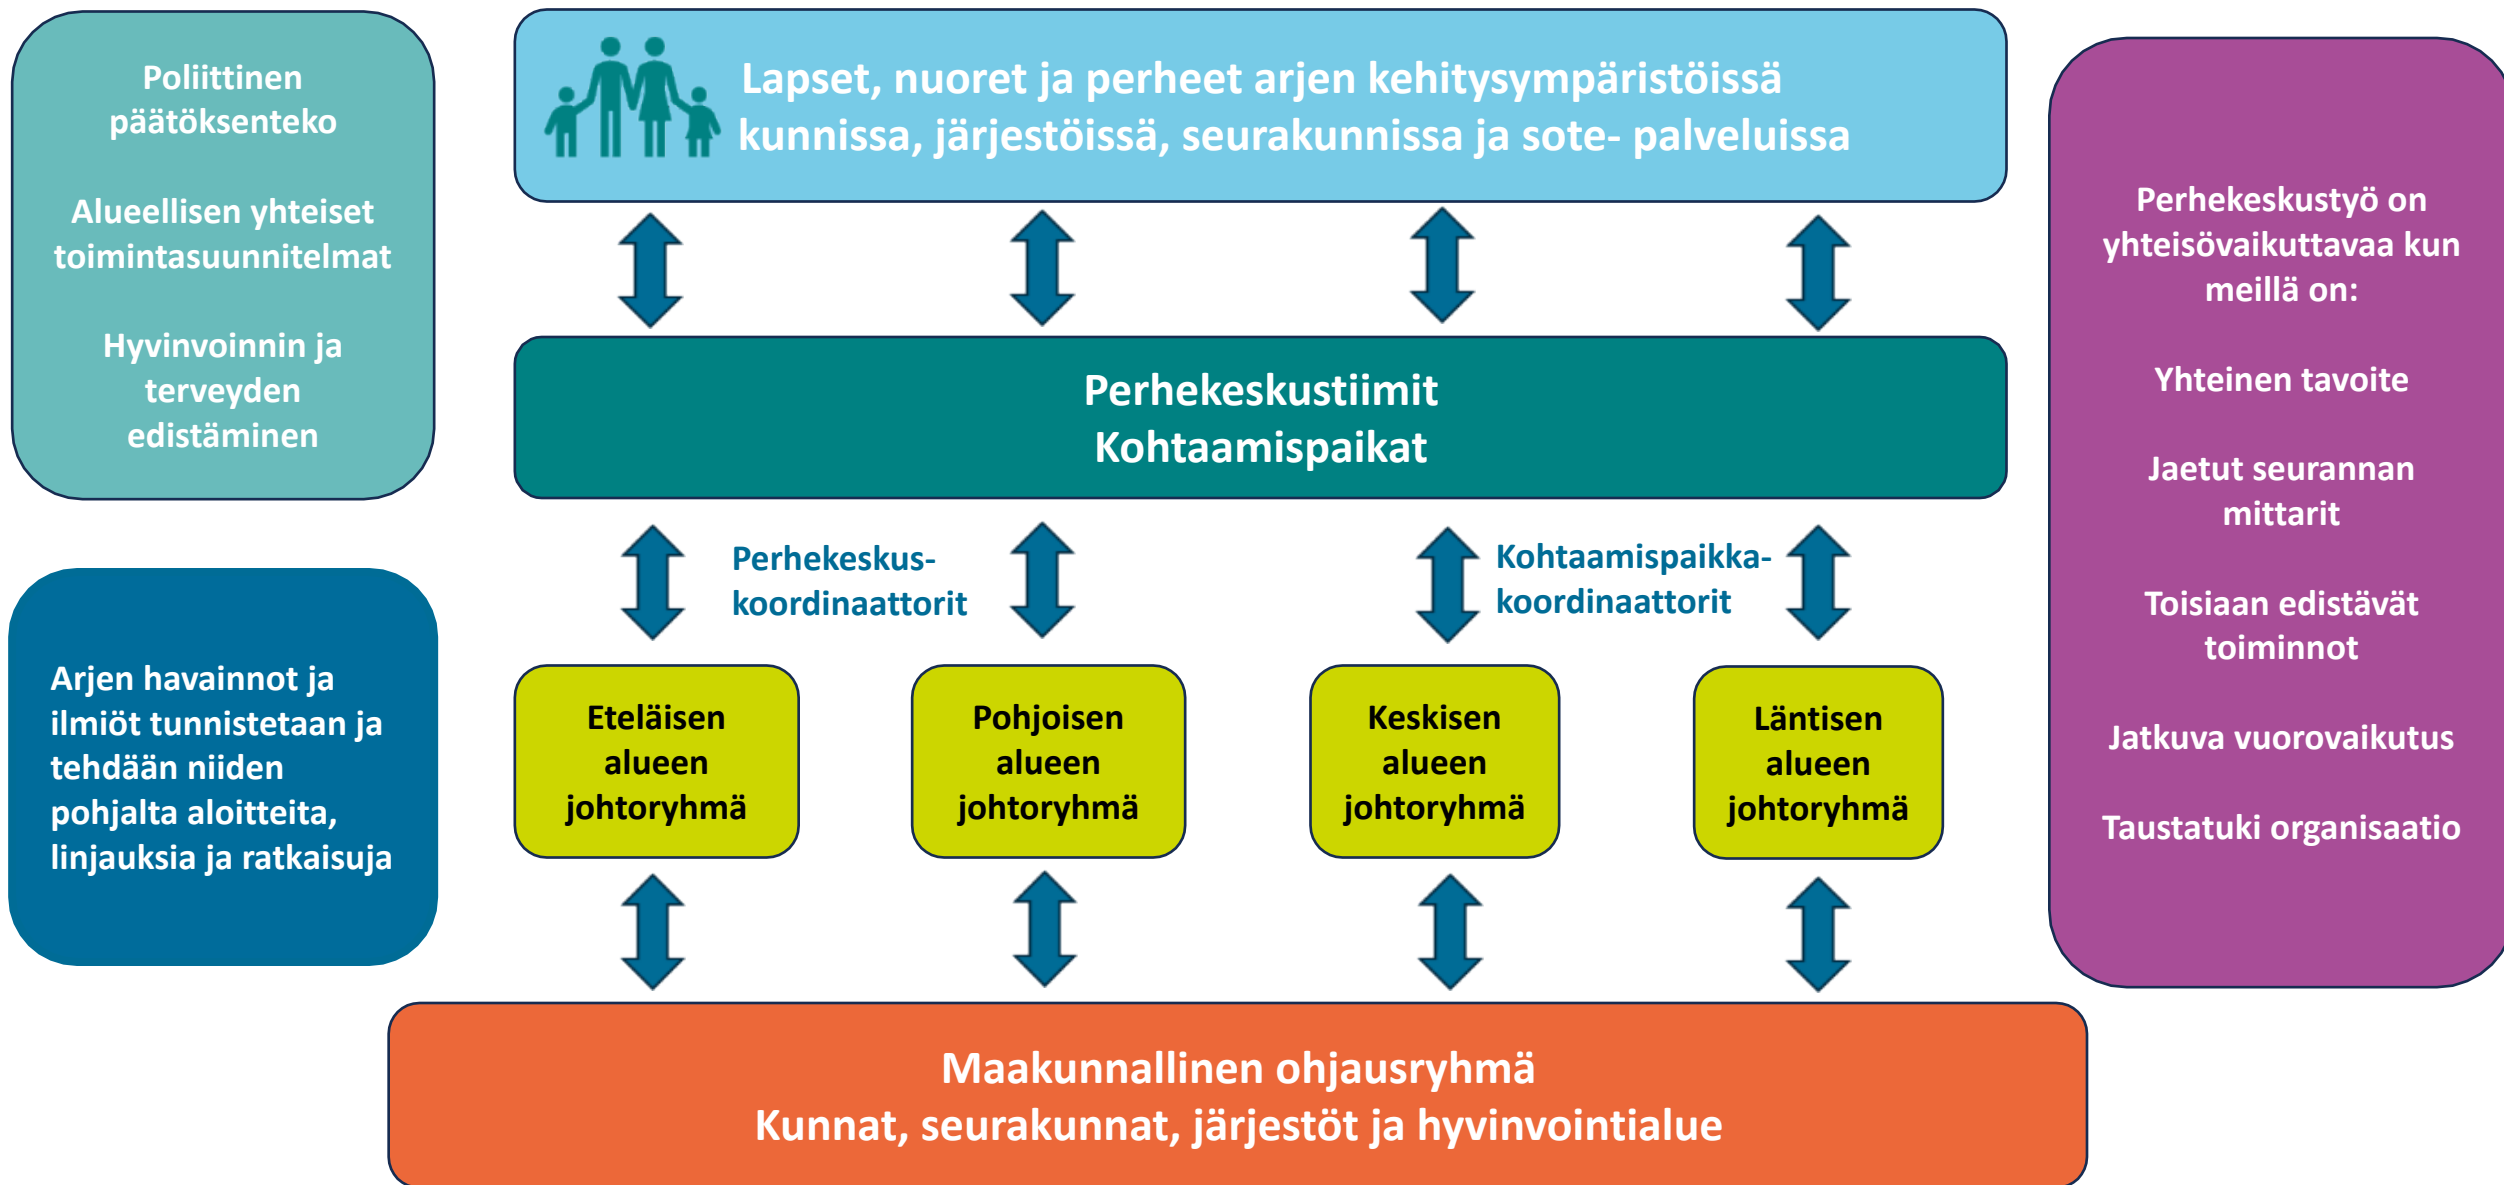 Poliittinen
päätöksenteko
Alueellisen yhteiset
toimintasuunnitelmat
Hyvinvoinnin ja
terveyden
edistäminen
Arjen havainnot ja
ilmiöt tunnistetaan ja
tehdään niiden
pohjalta aloitteita,
linjauksia ja ratkaisuja
Lapset, nuoret ja perheet arjen kehitysympäristöissä
kunnissa, järjestöissä, seurakunnissa ja sote- palveluissa
Perhekeskustiimit
Kohtaamispaikat
Perhekeskus-
koordinaattorit
Kohtaamispaikka-
koordinaattorit
Eteläisen
alueen
johtoryhmä
Pohjoisen
alueen
johtoryhmä
Keskisen
alueen
johtoryhmä
Läntisen
alueen
johtoryhmä
Maakunnallinen ohjausryhmä
Kunnat, seurakunnat, järjestöt ja hyvinvointialue
Perhekeskustyö on
yhteisövaikuttavaa kun
meillä on:
Yhteinen tavoite
Jaetut seurannan
mittarit
Toisiaan edistävät
toiminnot
Jatkuva vuorovaikutus
Taustatuki organisaatio